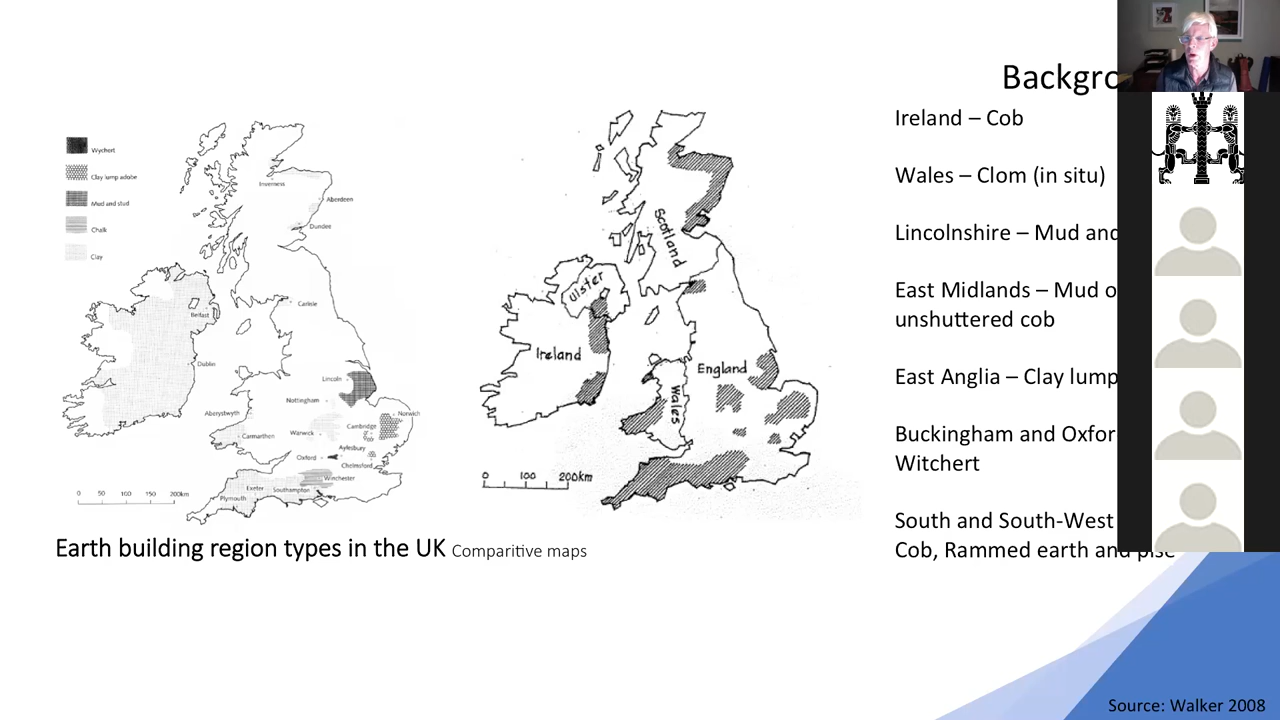 Backgro
Ireland – Cob
Wales – Clom (in situ)
Lincolnshire – Mud and
East Midlands – Mud o
unshuttered cob
East Anglia – Clay lump
Buckingham and Oxfor
Witchert
South and South-West
Cob, Rammed earth and pise
Wychert
Clay lump adobe
Mud and stud
Chalk
Clay
Inverness
Aberdeen
Dundee
Carlisle
Belfast
Dublin
Lincoln
Nottingham
Norwich
Aberystwyth
Cambridge
Warwick
Carmarthen
Aylesbury
Oxford
Chelmsford
Winchester
Exeter
Southampton
Plymouth
0 50 100 150 200km
Scotland
Ulster
Ireland
England
Wales
0 100 200km
Earth building region types in the UK Comparitive maps
Source: Walker 2008